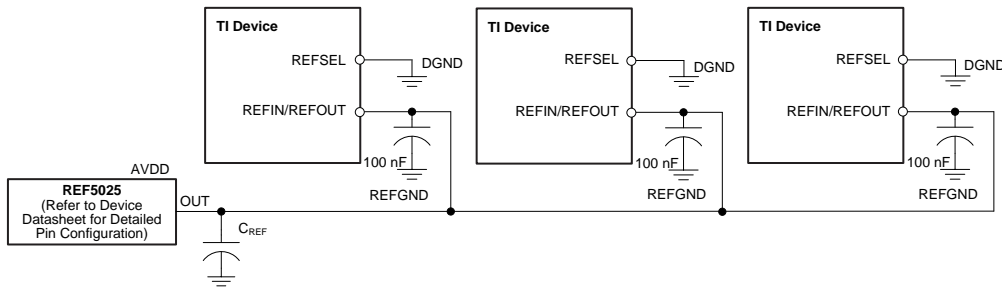 TI Device
REFSEL
DGND
REFIN/REFOUT
100 nF
REFGND
TI Device
REFSEL
DGND
REFIN/REFOUT
100 nF
REFGND
TI Device
REFSEL
DGND
REFIN/REFOUT
100 nF
REFGND
AVDD
REF5025
(Refer to Device
Datasheet for Detailed
Pin Configuration)
OUT
CREF